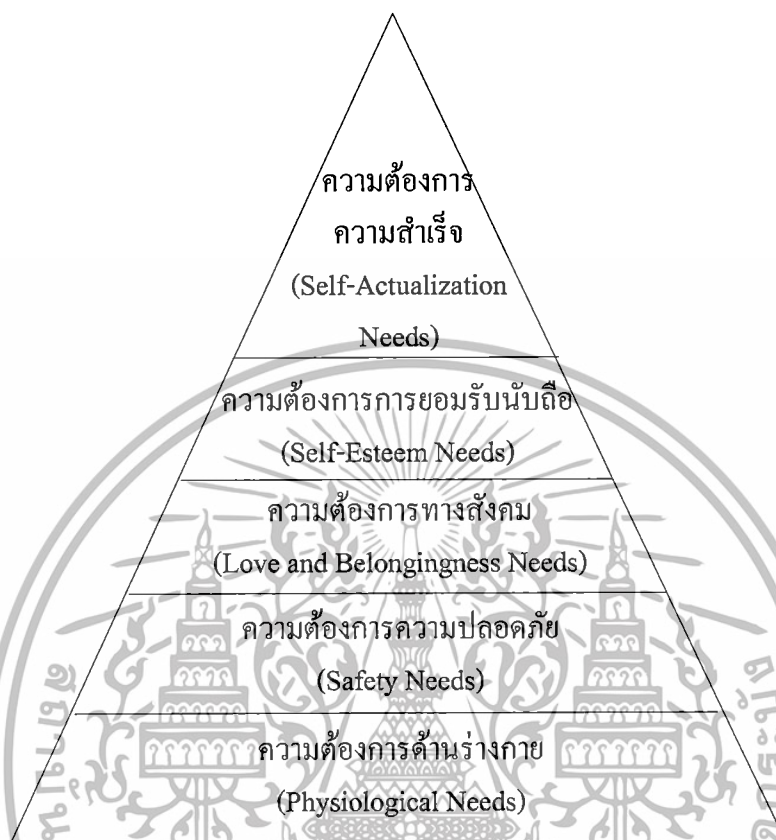 ความต้องการ
ความสำเร็จ
(Self-Actualization
Needs)
ความต้องการการยอมรับนับถือ
(Self-Esteem Needs)
ความต้องการทางสังคม
(Love and Belongingness Needs)
ความต้องการความปลอดภัย
(Safety Needs)
ความต้องการด้านร่างกาย
(Physiological Needs)